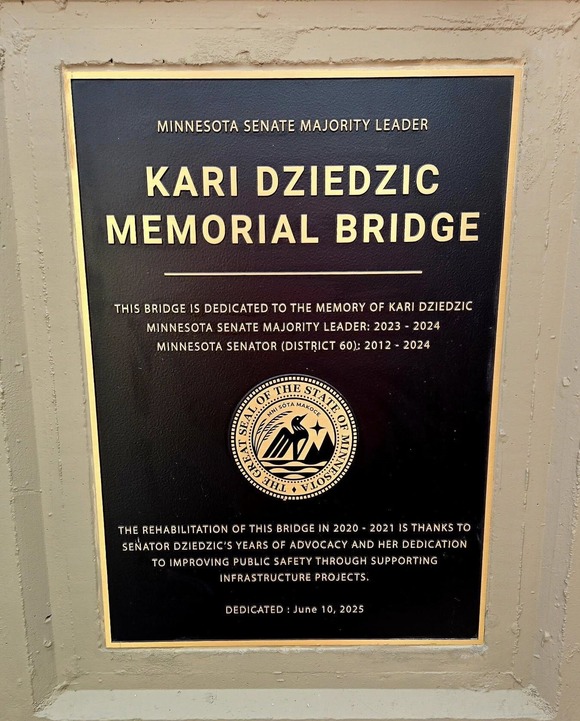 MINNESOTA SENATE MAJORITY LEADER
KARI DZIEDZIC
MEMORIAL BRIDGE
THIS BRIDGE IS DEDICATED TO THE MEMORY OF KARI DZIEDZIC
MINNESOTA SENATE MAJORITY LEADER: 2023 - 2024
MINNESOTA SENATOR (DISTRICT 60): 2012 - 2024
THE GREAT SEAL OF THE STATE OF MINNESOTA
MNI SOTA MAKOCE
THE REHABILITATION OF THIS BRIDGE IN 2020 - 2021 IS THANKS TO
SENATOR DZIEDZIC'S YEARS OF ADVOCACY AND HER DEDICATION
TO IMPROVING PUBLIC SAFETY THROUGH SUPPORTING
INFRASTRUCTURE PROJECTS.
DEDICATED : June 10, 2025